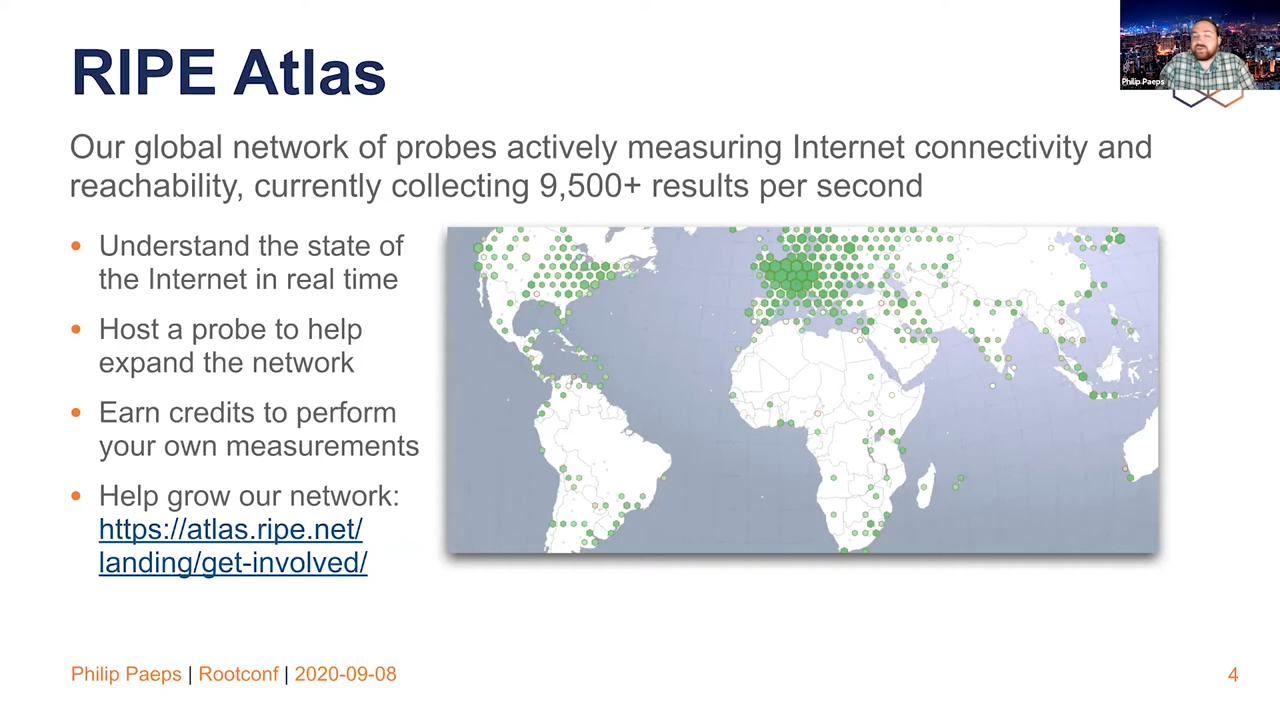 RIPE Atlas
Philip Paeps
Our global network of probes actively measuring Internet connectivity and
reachability, currently collecting 9,500+ results per second
• Understand the state of
the Internet in real time
• Host a probe to help
expand the network
• Earn credits to perform
your own measurements
• Help grow our network:
https://atlas.ripe.net/
landing/get-involved/
Philip Paeps | Rootconf | 2020-09-08
4